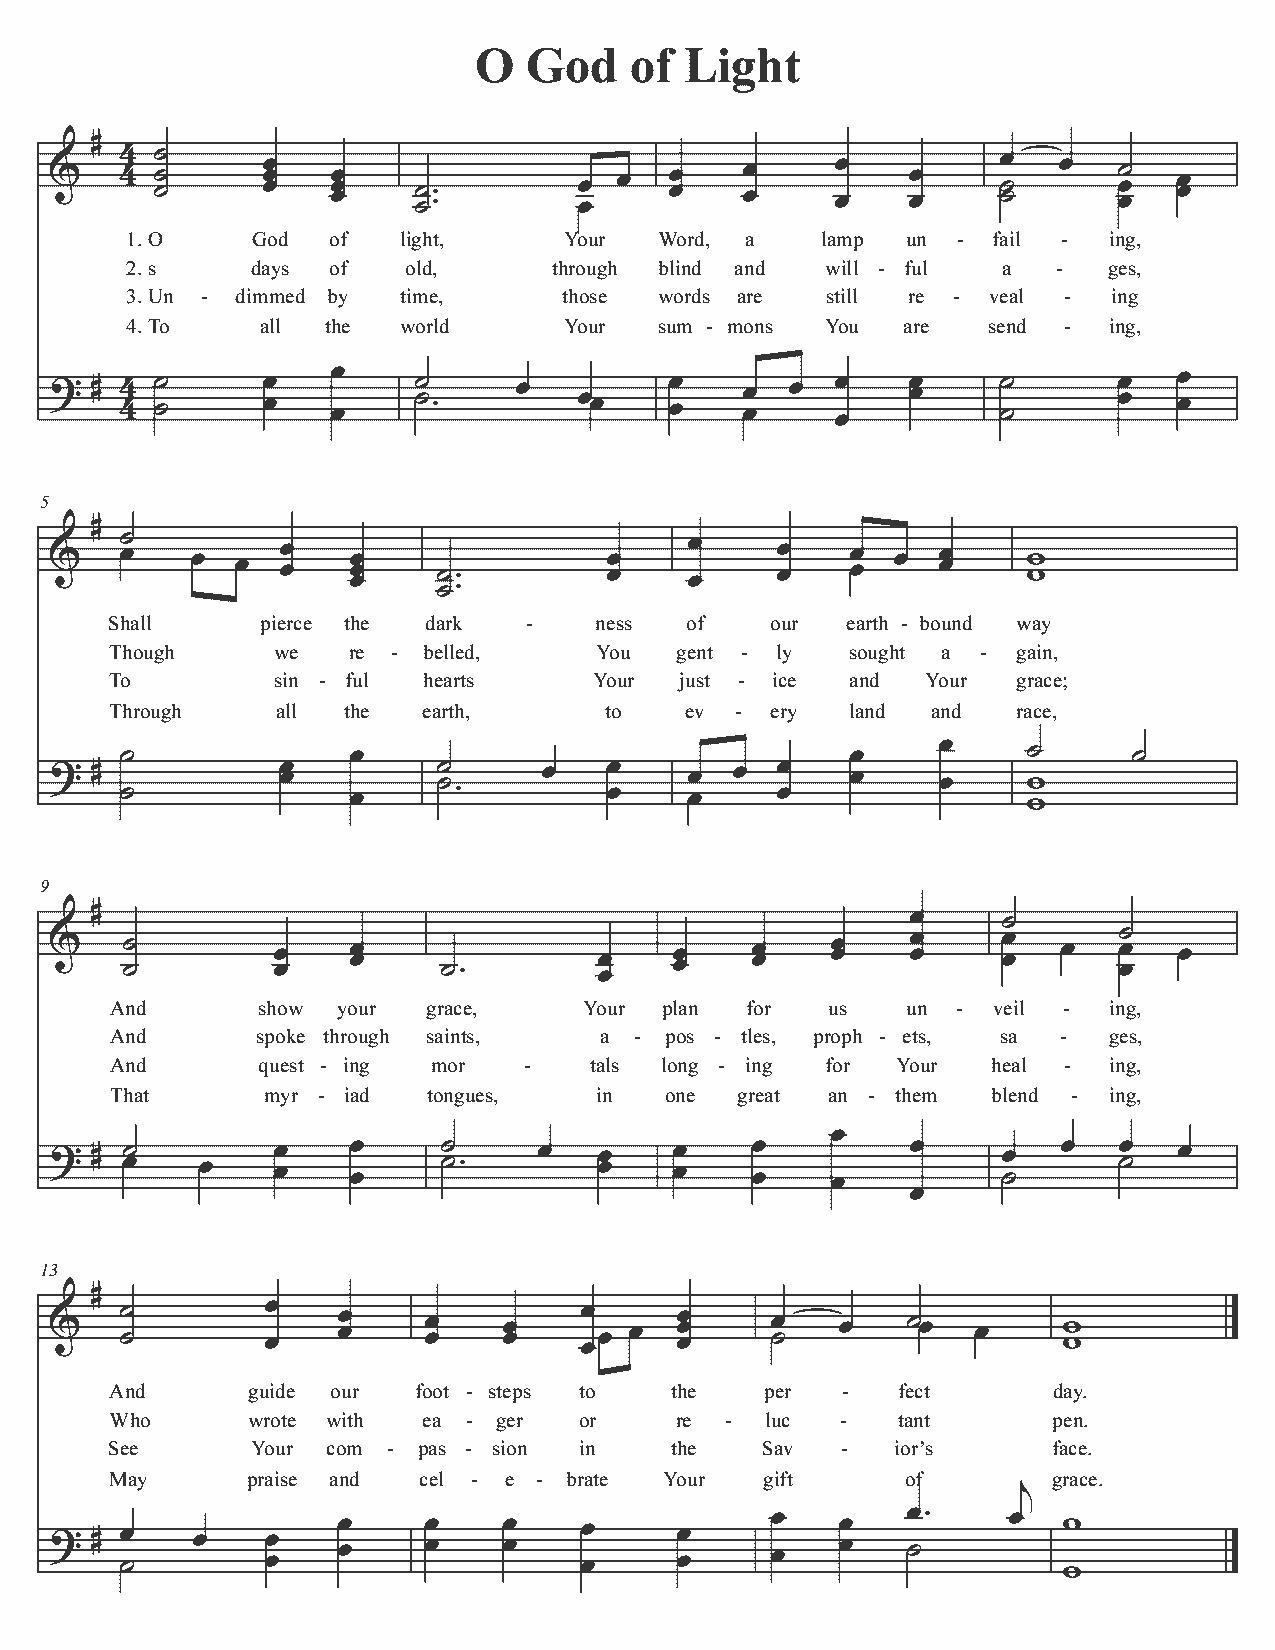 O God of Light
1. O God of light, Your Word, a lamp un - fail - ing,
2. s days of old, through blind and will - ful a - ges,
3. Un - dimmed by time, those words are still re - veal - ing
4. To all the world Your sum - mons You are send - ing,
5
Shall pierce the dark - ness of our earth - bound way
Though we re - belled, You gent - ly sought a - gain,
To sin - ful hearts Your just - ice and Your grace;
Through all the earth, to ev - ery land and race,
9
And show your grace, Your plan for us un - veil - ing,
And spoke through saints, a - pos - tles, proph - ets, sa - ges,
And quest - ing mor - tals long - ing for Your heal - ing,
That myr - iad tongues, in one great an - them blend - ing,
13
And guide our foot - steps to the per - fect day.
Who wrote with ea - ger or re - luc - tant pen.
See Your com - pas - sion in the Sav - ior's face.
May praise and cel - e - brate Your gift of grace.